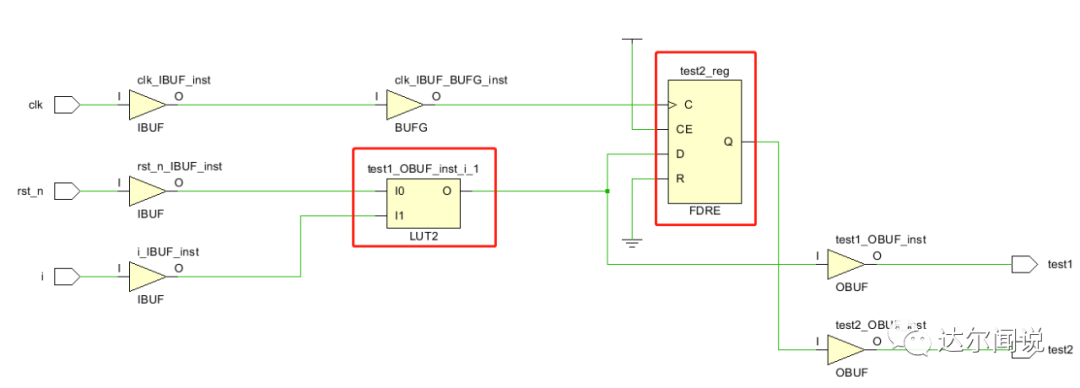 clk
I
clk_IBUF_inst
O
IBUF
I
clk_IBUF_BUFG_inst
O
BUFG
test2_reg
C
CE
D
R
Q
FDRE
rst_n
I
rst_n_IBUF_inst
O
IBUF
test1_OBUF_inst_i_1
I0
I1
O
LUT2
i
I
i_IBUF_inst
O
IBUF
I
test1_OBUF_inst
O
OBUF
test1
I
test2_OBUF_inst
O
OBUF
test2
达尔闻说